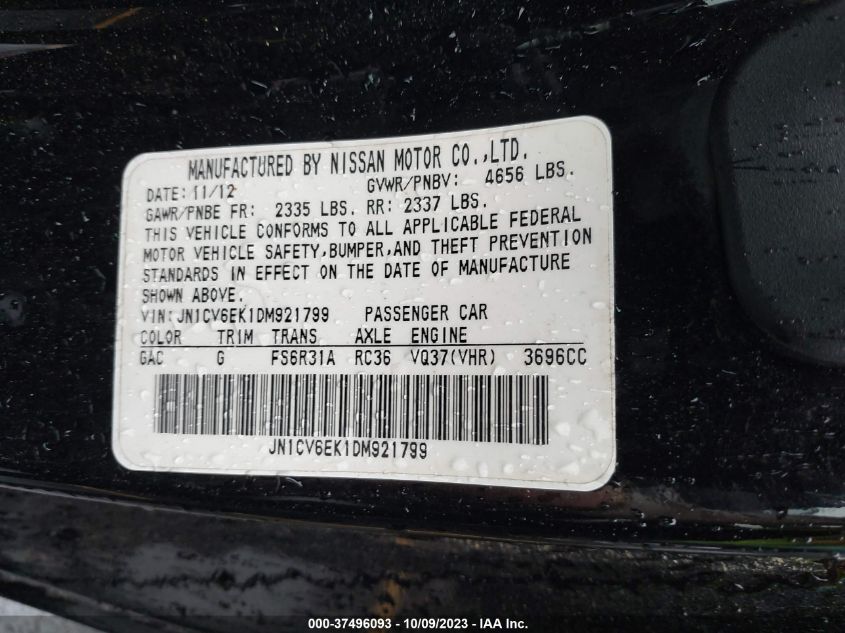 MANUFACTURED BY NISSAN MOTOR CO.,LTD.
DATE: 11/12 GVWR/PNBV: 4656 LBS.
GAWR/PNBE FR: 2335 LBS. RR: 2337 LBS.
THIS VEHICLE CONFORMS TO ALL APPLICABLE FEDERAL
MOTOR VEHICLE SAFETY,BUMPER,AND THEFT PREVENTION
STANDARDS IN EFFECT ON THE DATE OF MANUFACTURE
SHOWN ABOVE.
VIN:JN1CV6EK1DM921799 PASSENGER CAR
COLOR TRIM TRANS AXLE ENGINE
GAC G FS6R31A RC36 VQ37(VHR) 3696CC
JN1CV6EK1DM921799
000-37496093 - 10/09/2023 - IAA Inc.